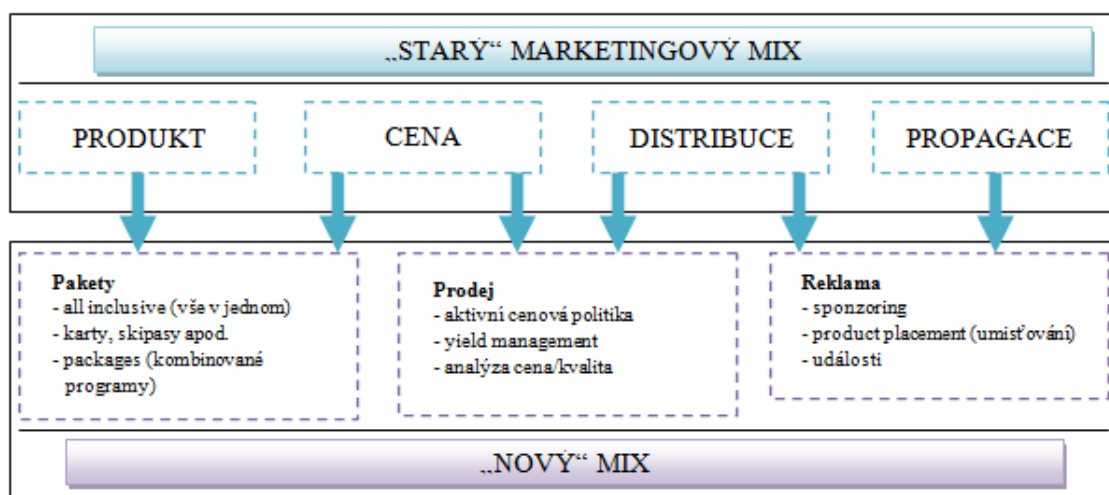 „STARÝ“ MARKETINGOVÝ MIX
PRODUKT
CENA
DISTRIBUCE
PROPAGACE
Pakety
- all inclusive (vše v jednom)
- karty, skipasy apod.
- packages (kombinované
programy)
Prodej
- aktivní cenová politika
- yield management
- analýza cena/kvalita
Reklama
- sponzoring
- product placement (umisťování)
- události
„NOVÝ“ MIX